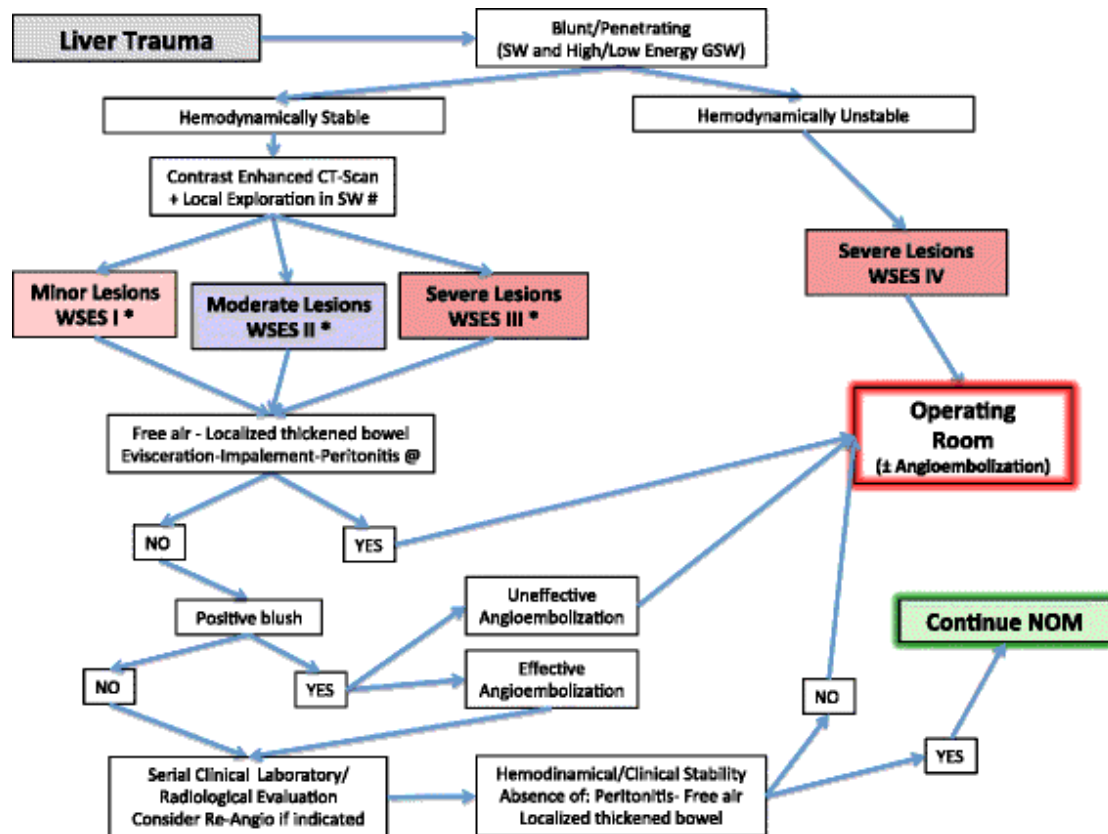 Liver Trauma
Blunt/Penetrating
(SW and High/Low Energy GSW)
Hemodynamically Stable
Hemodynamically Unstable
Contrast Enhanced CT-Scan
+ Local Exploration in SW #
Minor Lesions
WSES I *
Moderate Lesions
WSES II *
Severe Lesions
WSES III *
Severe Lesions
WSES IV
Free air - Localized thickened bowel
Evisceration-Impalement-Peritonitis @
Operating
Room
(± Angioembolization)
NO
YES
Positive blush
Uneffective
Angioembolization
Continue NOM
NO
YES
Effective
Angioembolization
NO
YES
Serial Clinical Laboratory/
Radiological Evaluation
Consider Re-Angio if indicated
Hemodinamical/Clinical Stability
Absence of: Peritonitis- Free air
Localized thickened bowel